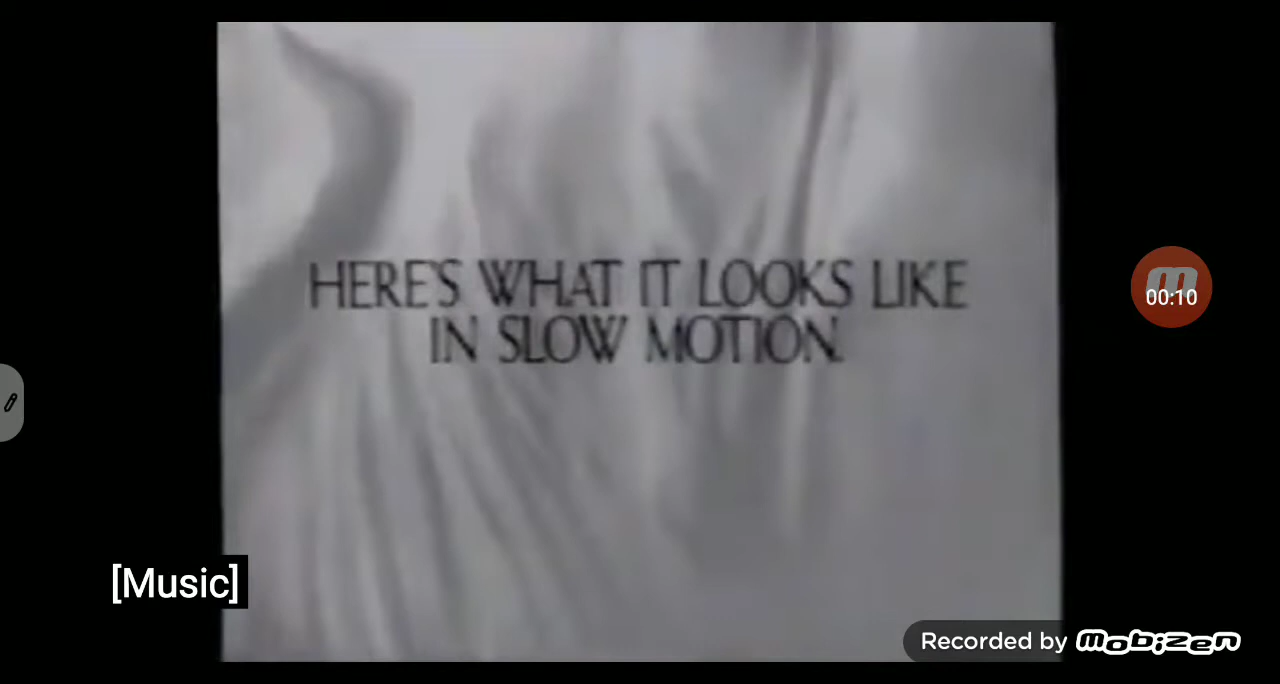 HERE'S WHAT IT LOOKS LIKE
IN SLOW MOTION.
00:10
[Music]
Recorded by mobizen